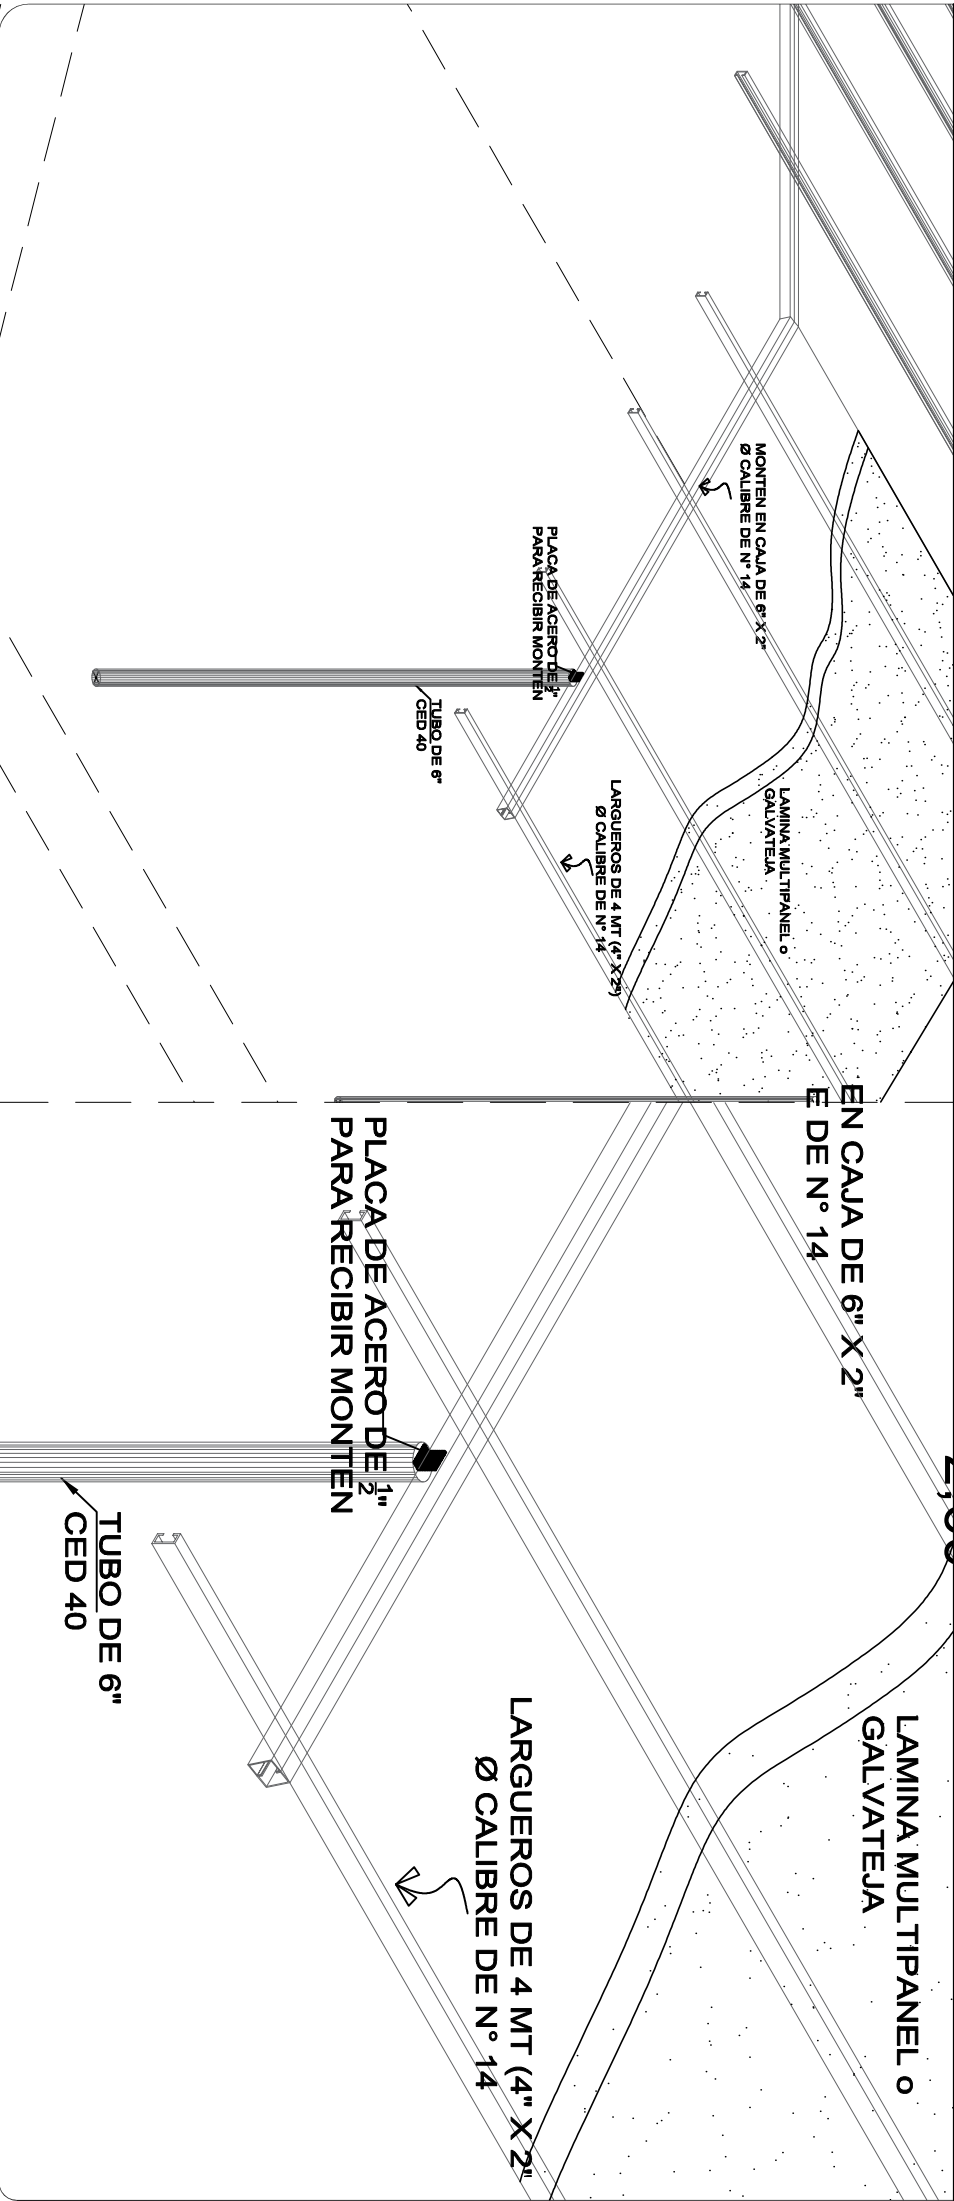 MONTEN EN CAJA DE 6" X 2"
Ø CALIBRE DE N° 14
PLACA DE ACERO DE 1/2"
PARA RECIBIR MONTEN
TUBO DE 6"
CED 40
LAMINA MULTIPANEL o
GALVATEJA
LARGUEROS DE 4 MT (4" X 2")
Ø CALIBRE DE N° 14
EN CAJA DE 6" X 2"
E DE N° 14
PLACA DE ACERO DE 1/2"
PARA RECIBIR MONTEN
TUBO DE 6"
CED 40
LAMINA MULTIPANEL o
GALVATEJA
LARGUEROS DE 4 MT (4" X 2"
Ø CALIBRE DE N° 14